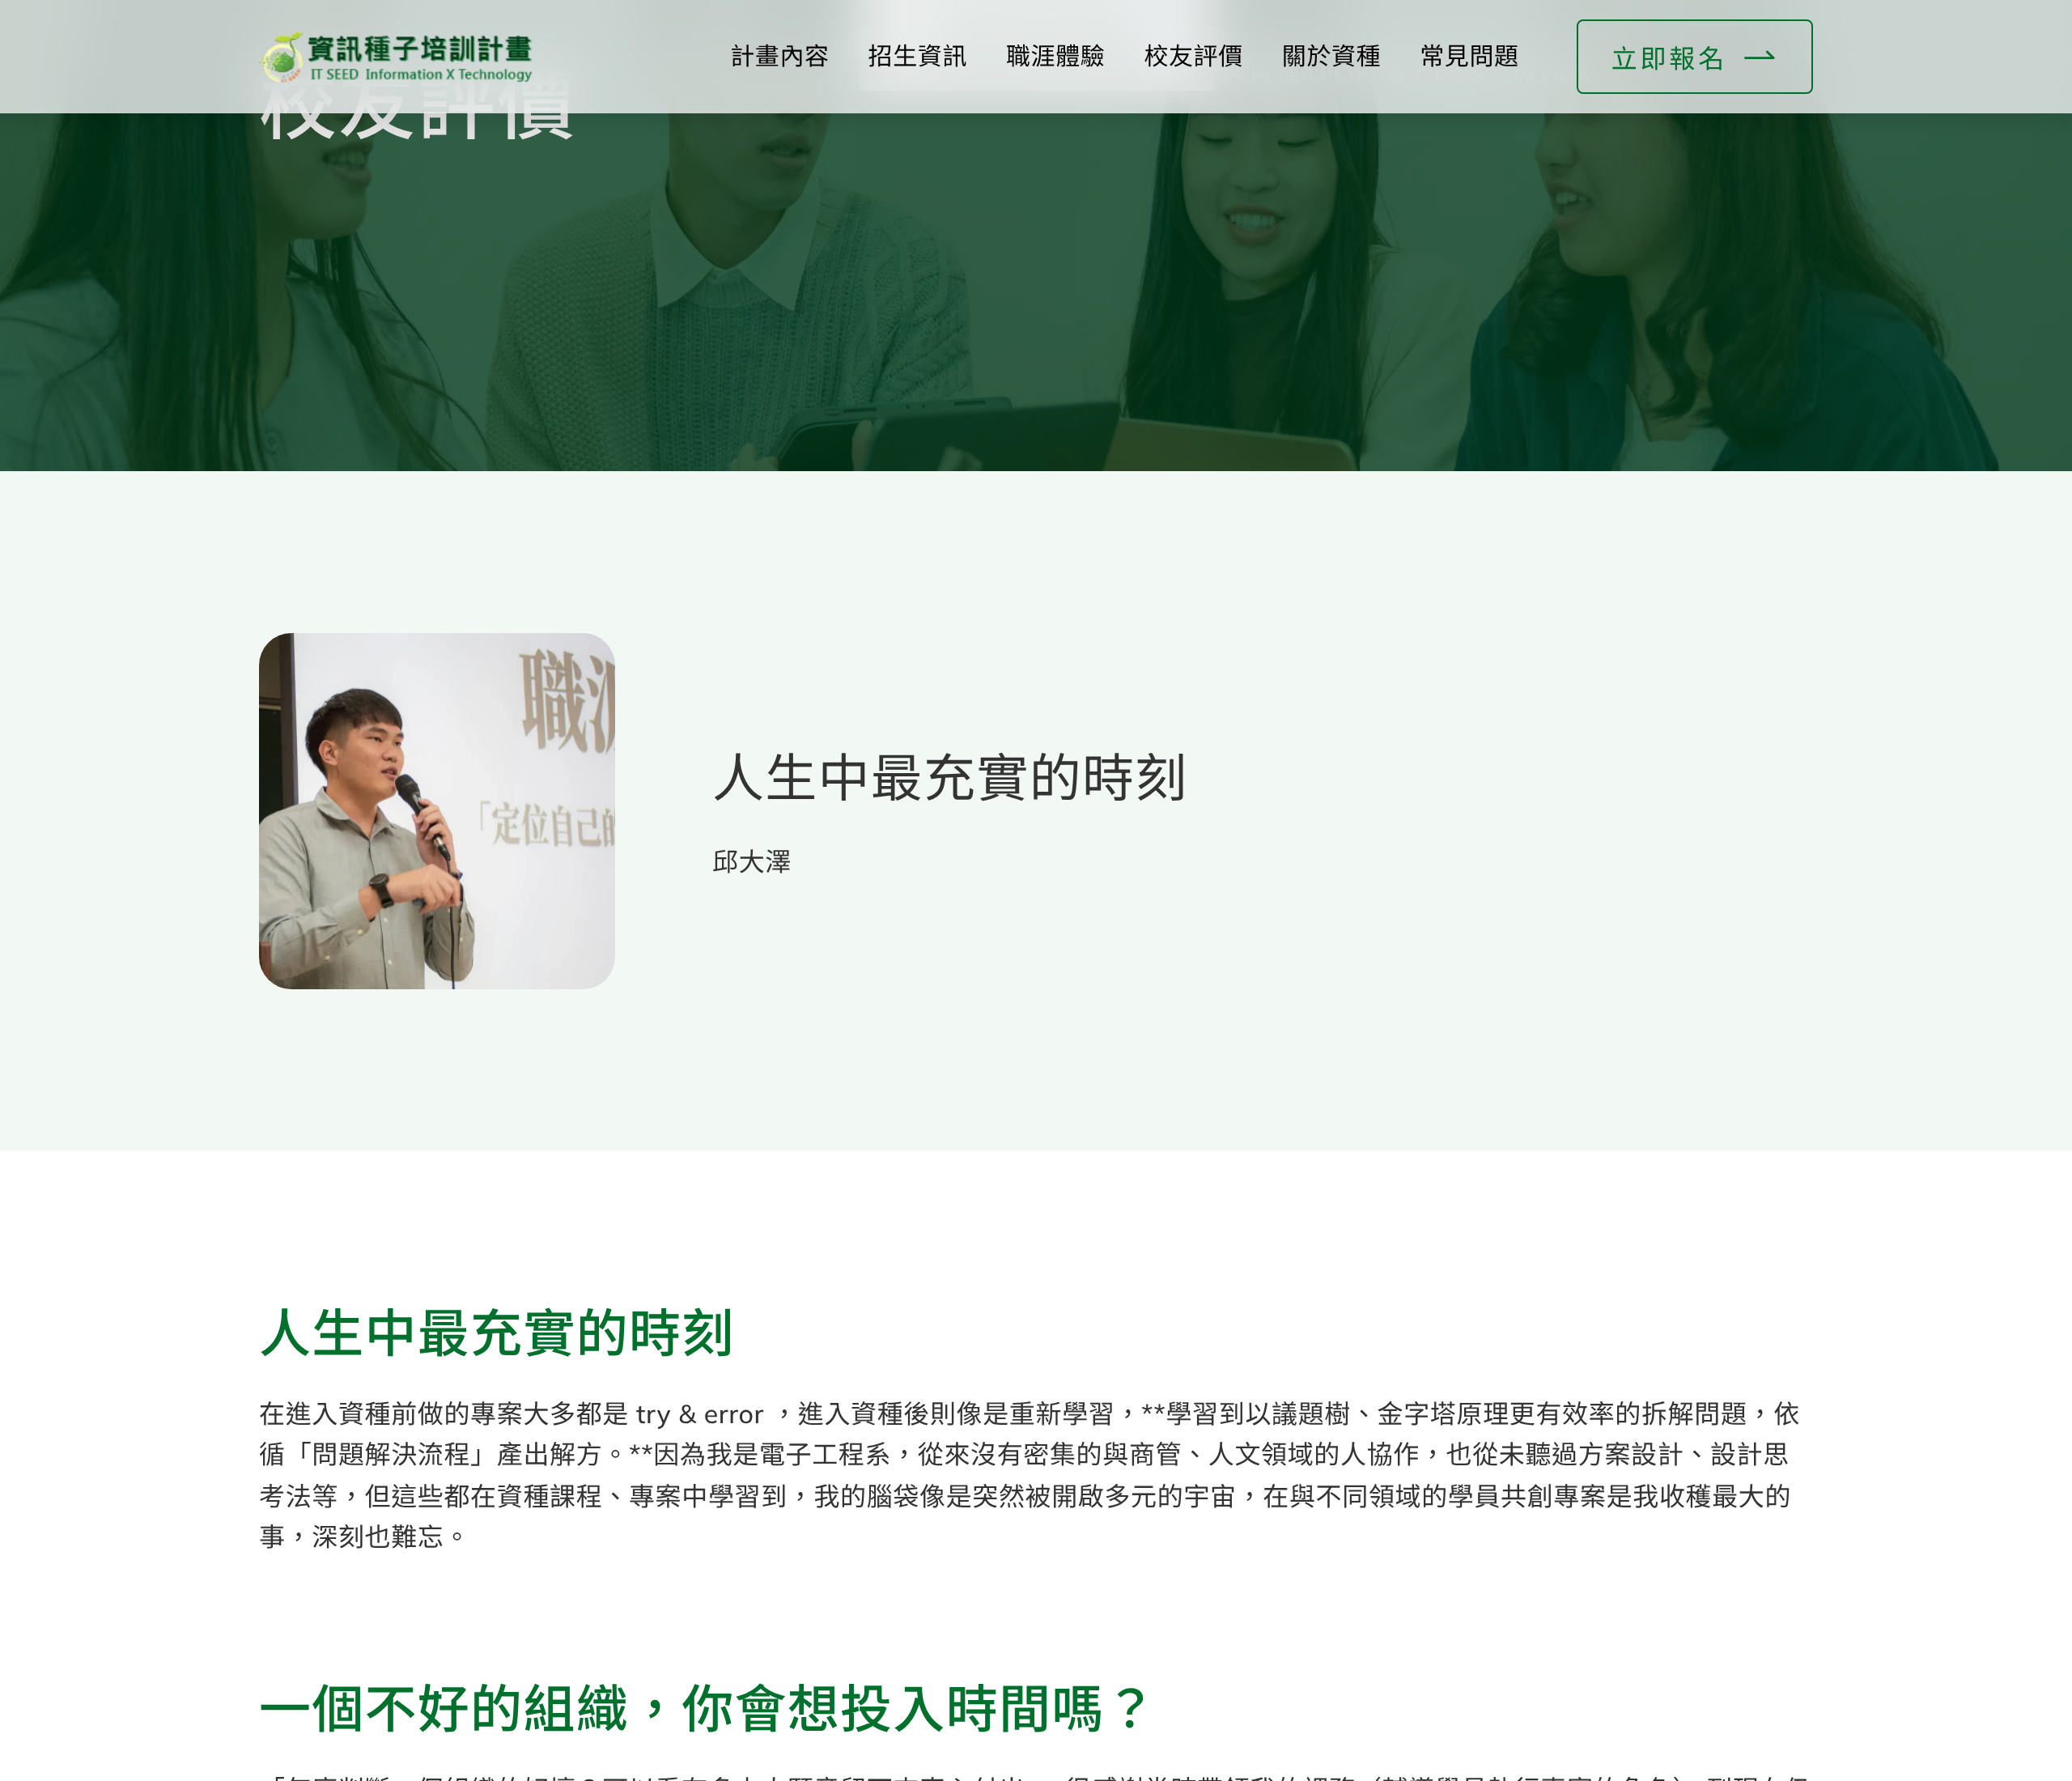 資訊種子培訓計畫
IT SEED Information X Technology
計畫內容
招生資訊
職涯體驗
校友評價
關於資種
常見問題
立即報名
校友評價
職涯
「定位自己的
人生中最充實的時刻
邱大澤
人生中最充實的時刻
在進入資種前做的專案大多都是 try & error ，進入資種後則像是重新學習，**學習到以議題樹、金字塔原理更有效率的拆解問題，依
循「問題解決流程」產出解方。**因為我是電子工程系，從來沒有密集的與商管、人文領域的人協作，也從未聽過方案設計、設計思
考法等，但這些都在資種課程、專案中學習到，我的腦袋像是突然被開啟多元的宇宙，在與不同領域的學員共創專案是我收穫最大的
事，深刻也難忘。
一個不好的組織，你會想投入時間嗎？